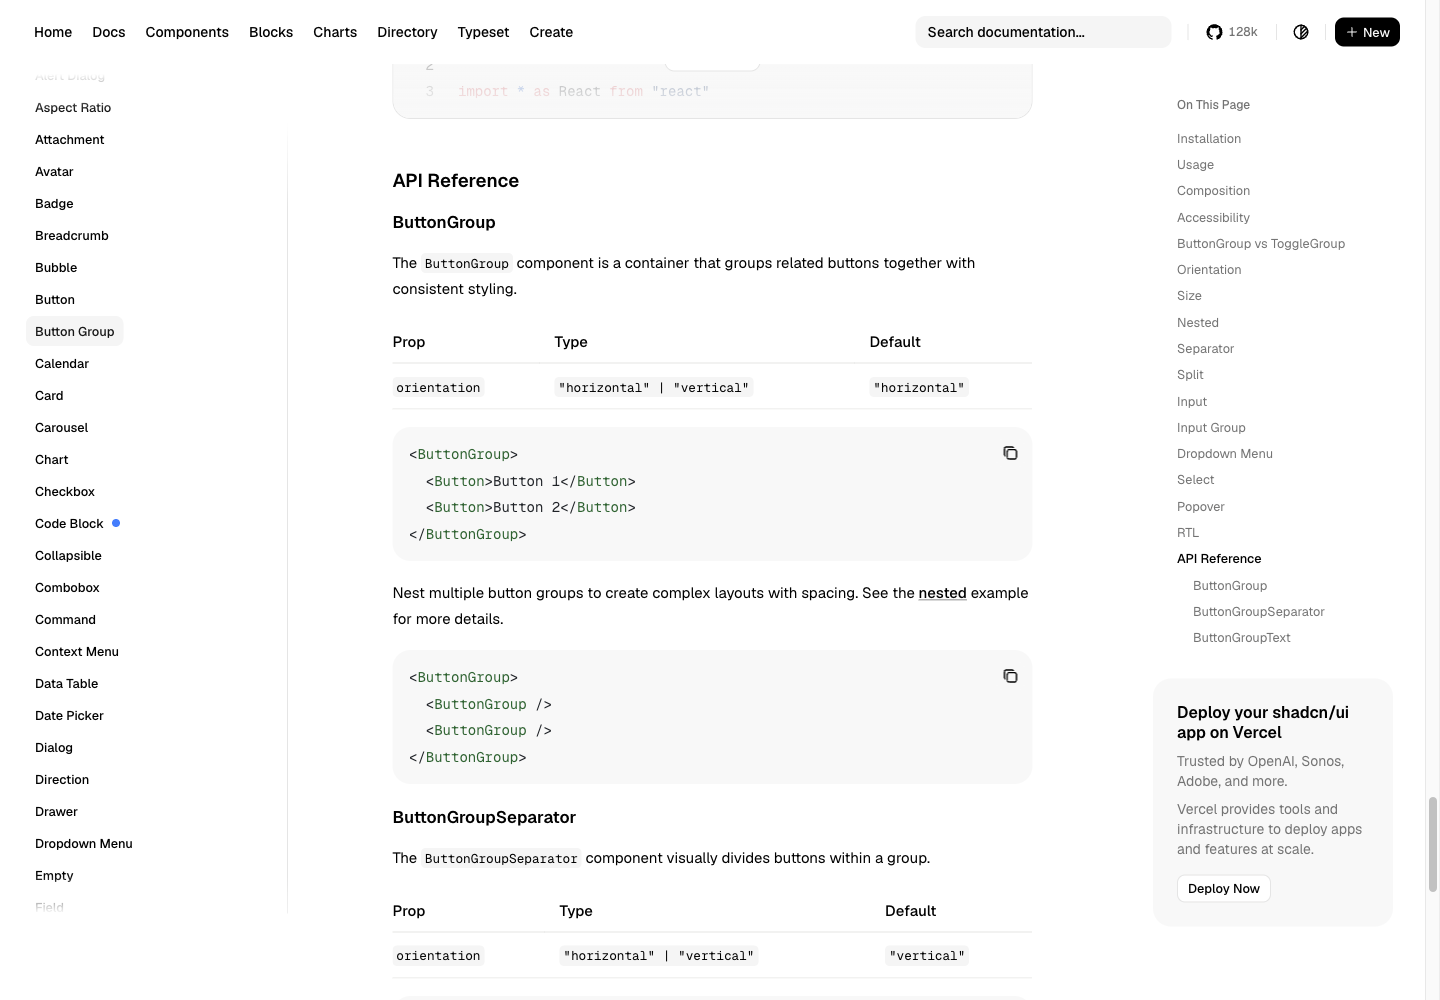 Home Docs Components Blocks Charts Directory Typeset Create
Search documentation...
128k
New
Alert Dialog
Aspect Ratio
Attachment
Avatar
Badge
Breadcrumb
Bubble
Button
Button Group
Calendar
Card
Carousel
Chart
Checkbox
Code Block
Collapsible
Combobox
Command
Context Menu
Data Table
Date Picker
Dialog
Direction
Drawer
Dropdown Menu
Empty
Field
2
3 import * as React from "react"
API Reference
ButtonGroup
The ButtonGroup component is a container that groups related buttons together with
consistent styling.
Prop Type Default
orientation "horizontal" | "vertical" "horizontal"
<ButtonGroup>
  <Button>Button 1</Button>
  <Button>Button 2</Button>
</ButtonGroup>
Nest multiple button groups to create complex layouts with spacing. See the nested example
for more details.
<ButtonGroup>
  <ButtonGroup />
  <ButtonGroup />
</ButtonGroup>
ButtonGroupSeparator
The ButtonGroupSeparator component visually divides buttons within a group.
Prop Type Default
orientation "horizontal" | "vertical" "vertical"
On This Page
Installation
Usage
Composition
Accessibility
ButtonGroup vs ToggleGroup
Orientation
Size
Nested
Separator
Split
Input
Input Group
Dropdown Menu
Select
Popover
RTL
API Reference
ButtonGroup
ButtonGroupSeparator
ButtonGroupText
Deploy your shadcn/ui
app on Vercel
Trusted by OpenAI, Sonos,
Adobe, and more.
Vercel provides tools and
infrastructure to deploy apps
and features at scale.
Deploy Now